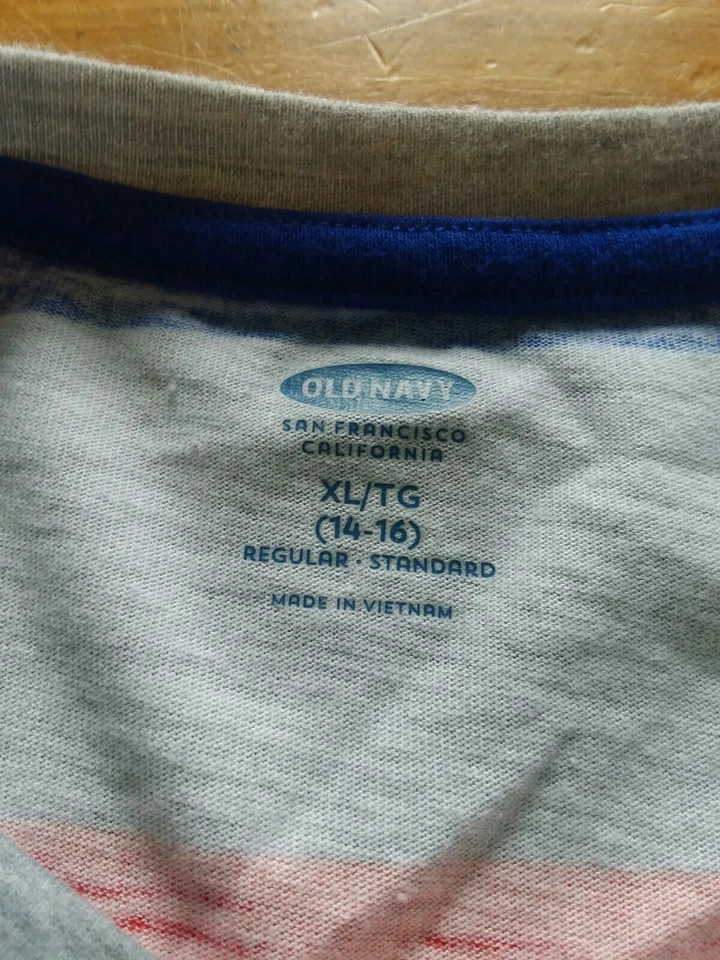 OLD NAVY
SAN FRANCISCO
CALIFORNIA
XL/TG
(14-16)
REGULAR · STANDARD
MADE IN VIETNAM